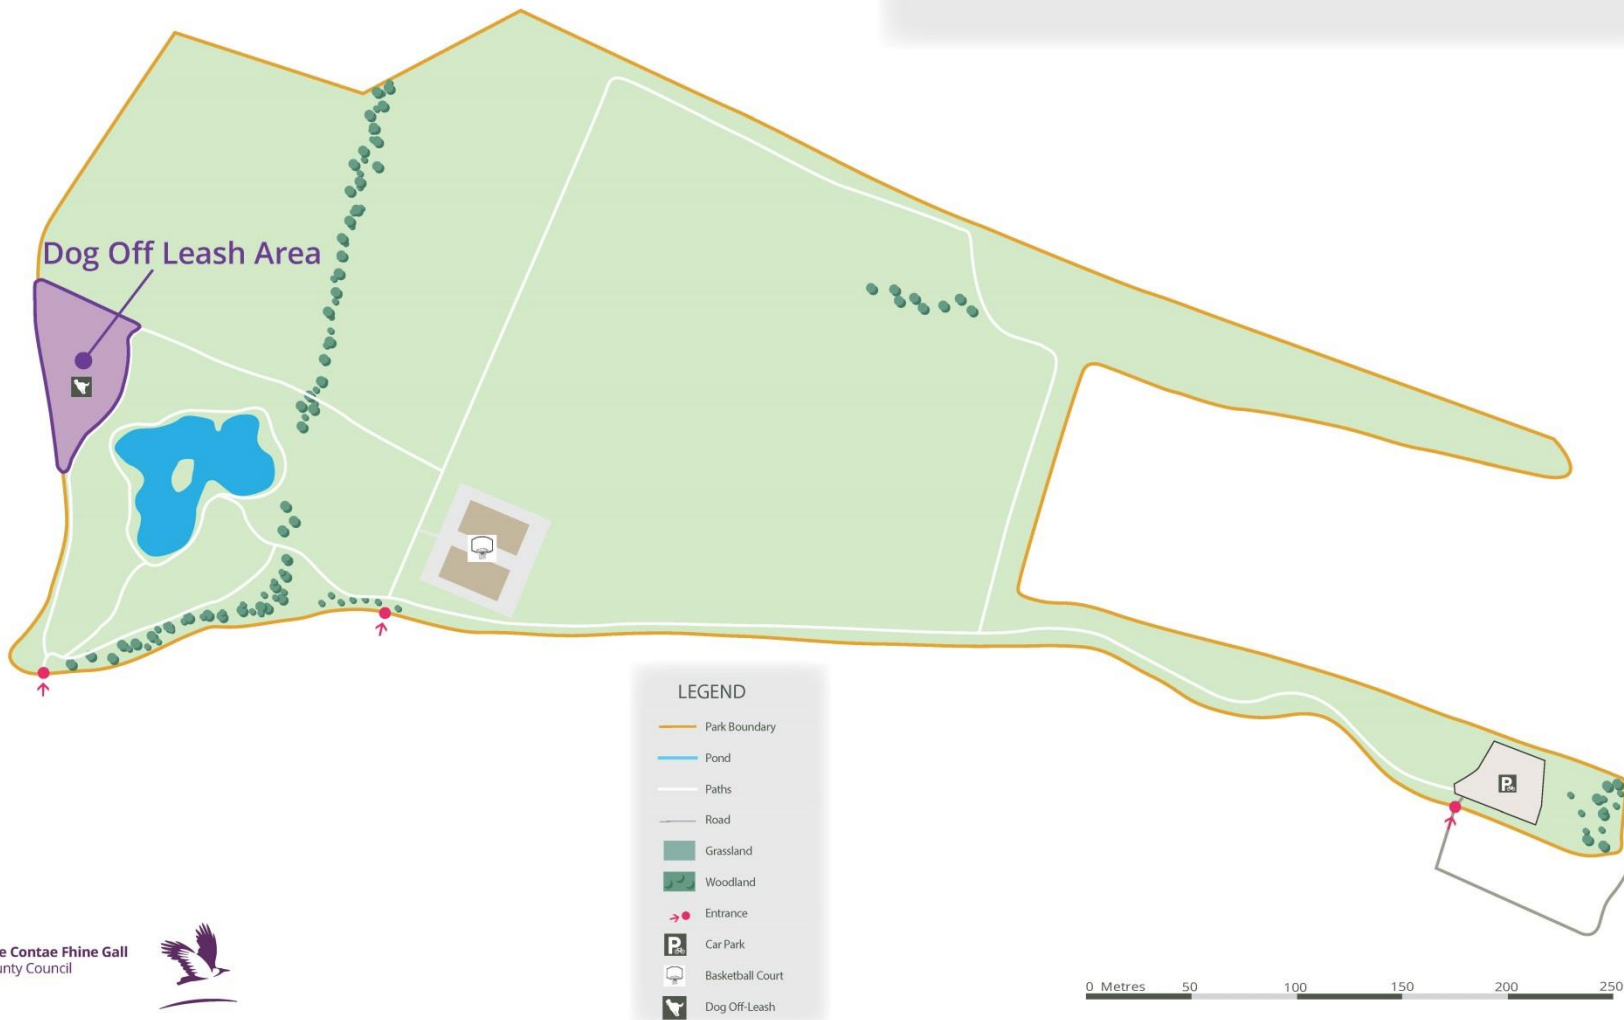 Dog Off Leash Area
LEGEND
Park Boundary
Pond
Paths
Road
Grassland
Woodland
Entrance
P
Car Park
Basketball Court
Dog Off-Leash
P
e Contae Fhine Gall
unty Council
0 Metres 50 100 150 200 250